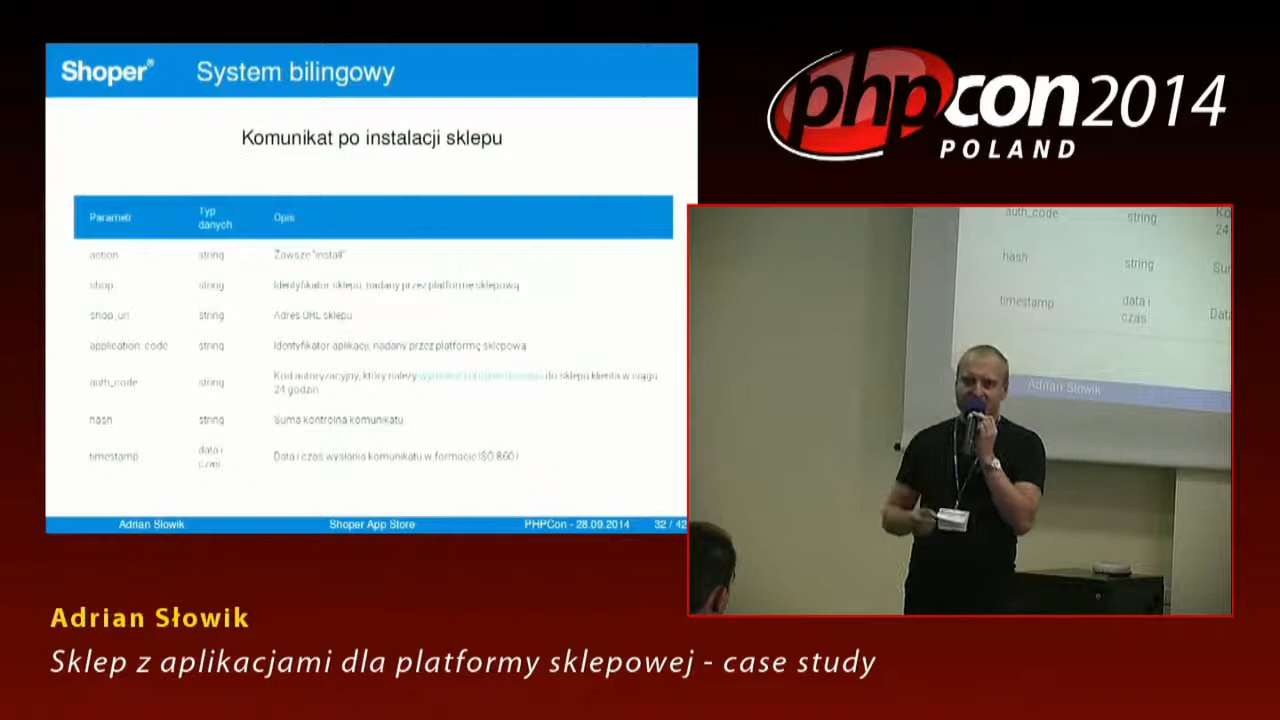 Shoper®
System bilingowy
Komunikat po instalacji sklepu
Parametr Typ danych Opis
action string Zawsze "install"
shop string Identyfikator sklepu, nadany przez platformę sklepową
shop_url string Adres URL sklepu
application_code string Identyfikator aplikacji, nadany przez platformę sklepową
auth_code string Kod autoryzacyjny, który należy do sklepu klienta w ciągu
24 godzin
hash string Suma kontrolna komunikatu
timestamp data i czas Data i czas wysłania komunikatu w formacie ISO 8601
Adrian Słowik Shoper App Store PHPCon - 28.09.2014 32 / 42
phpcon2014
POLAND
auth_code string Ko
24
hash string Su
timestamp data i czas Data
Adrian Słowik
Adrian Słowik
Sklep z aplikacjami dla platformy sklepowej - case study